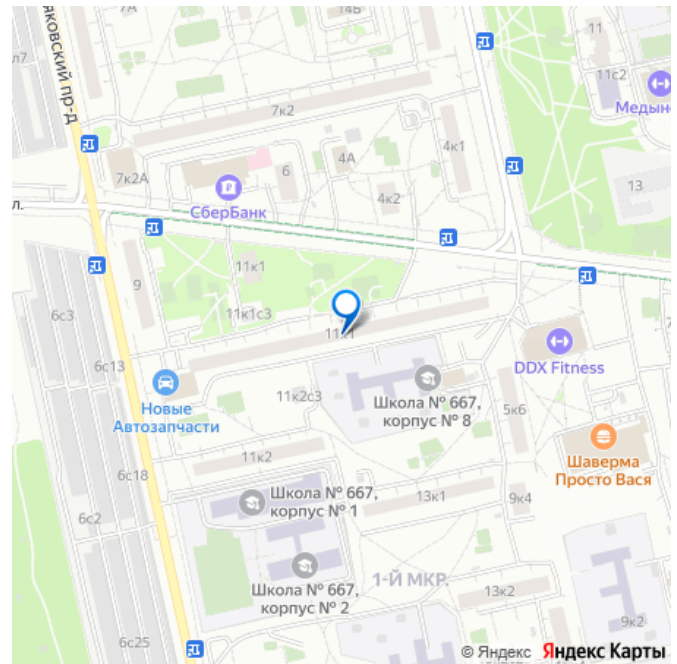 14Б
7А
11
л7
яковский пр-д
11с2
7к2
Медын
4к1
4А
6
7к2А
13
СберБанк
4к2
л.
11к1
9
6с3
11к1с3
11к1
6с13
DDX Fitness
Новые
Автозапчасти
11к2с3
Школа № 667,
корпус № 8
5к6
Шаверма
Просто Вася
11к2
6с18
Школа № 667,
корпус № 1
13к1
9к4
6с2
Школа № 667,
корпус № 2
1-Й МКР.
13к2
9к2
6с25
© Яндекс Яндекс Карты